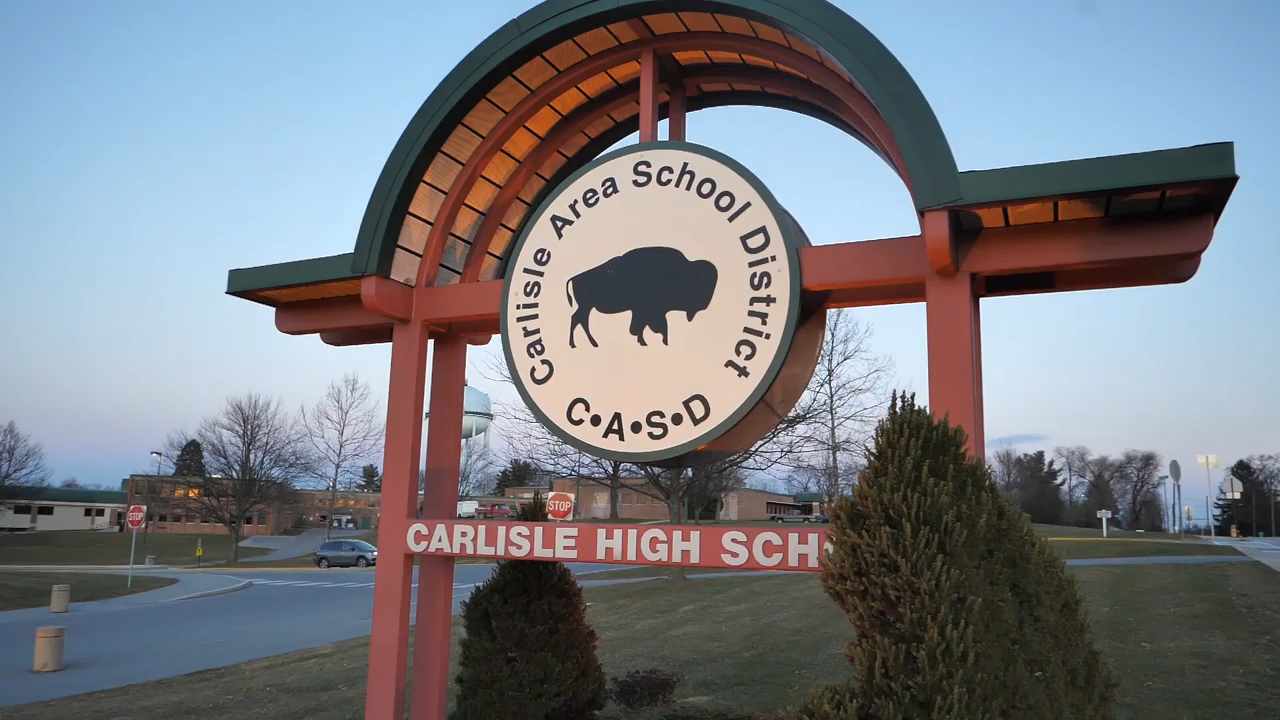 Carlisle Area School District
C•A•S•D
STOP
STOP
CARLISLE HIGH SCH